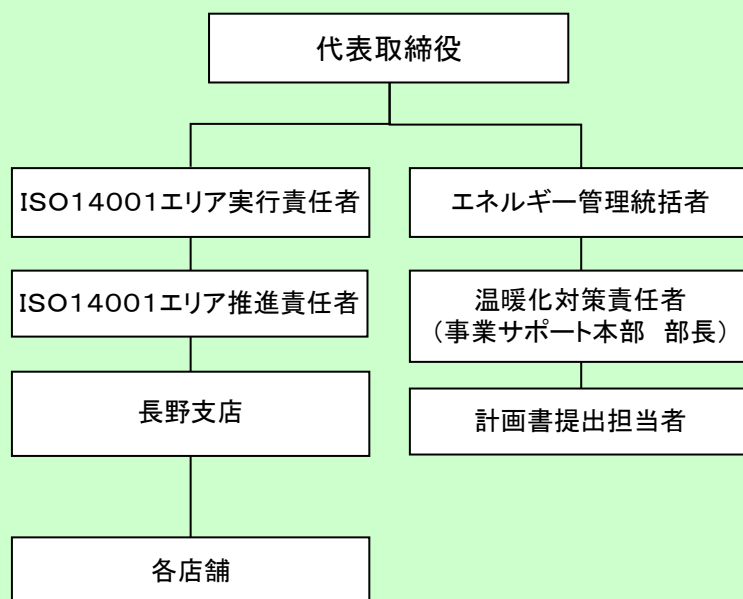 代表取締役
ISO14001エリア実行責任者
エネルギー管理統括者
ISO14001エリア推進責任者
温暖化対策責任者
（事業サポート本部　部長）
長野支店
計画書提出担当者
各店舗